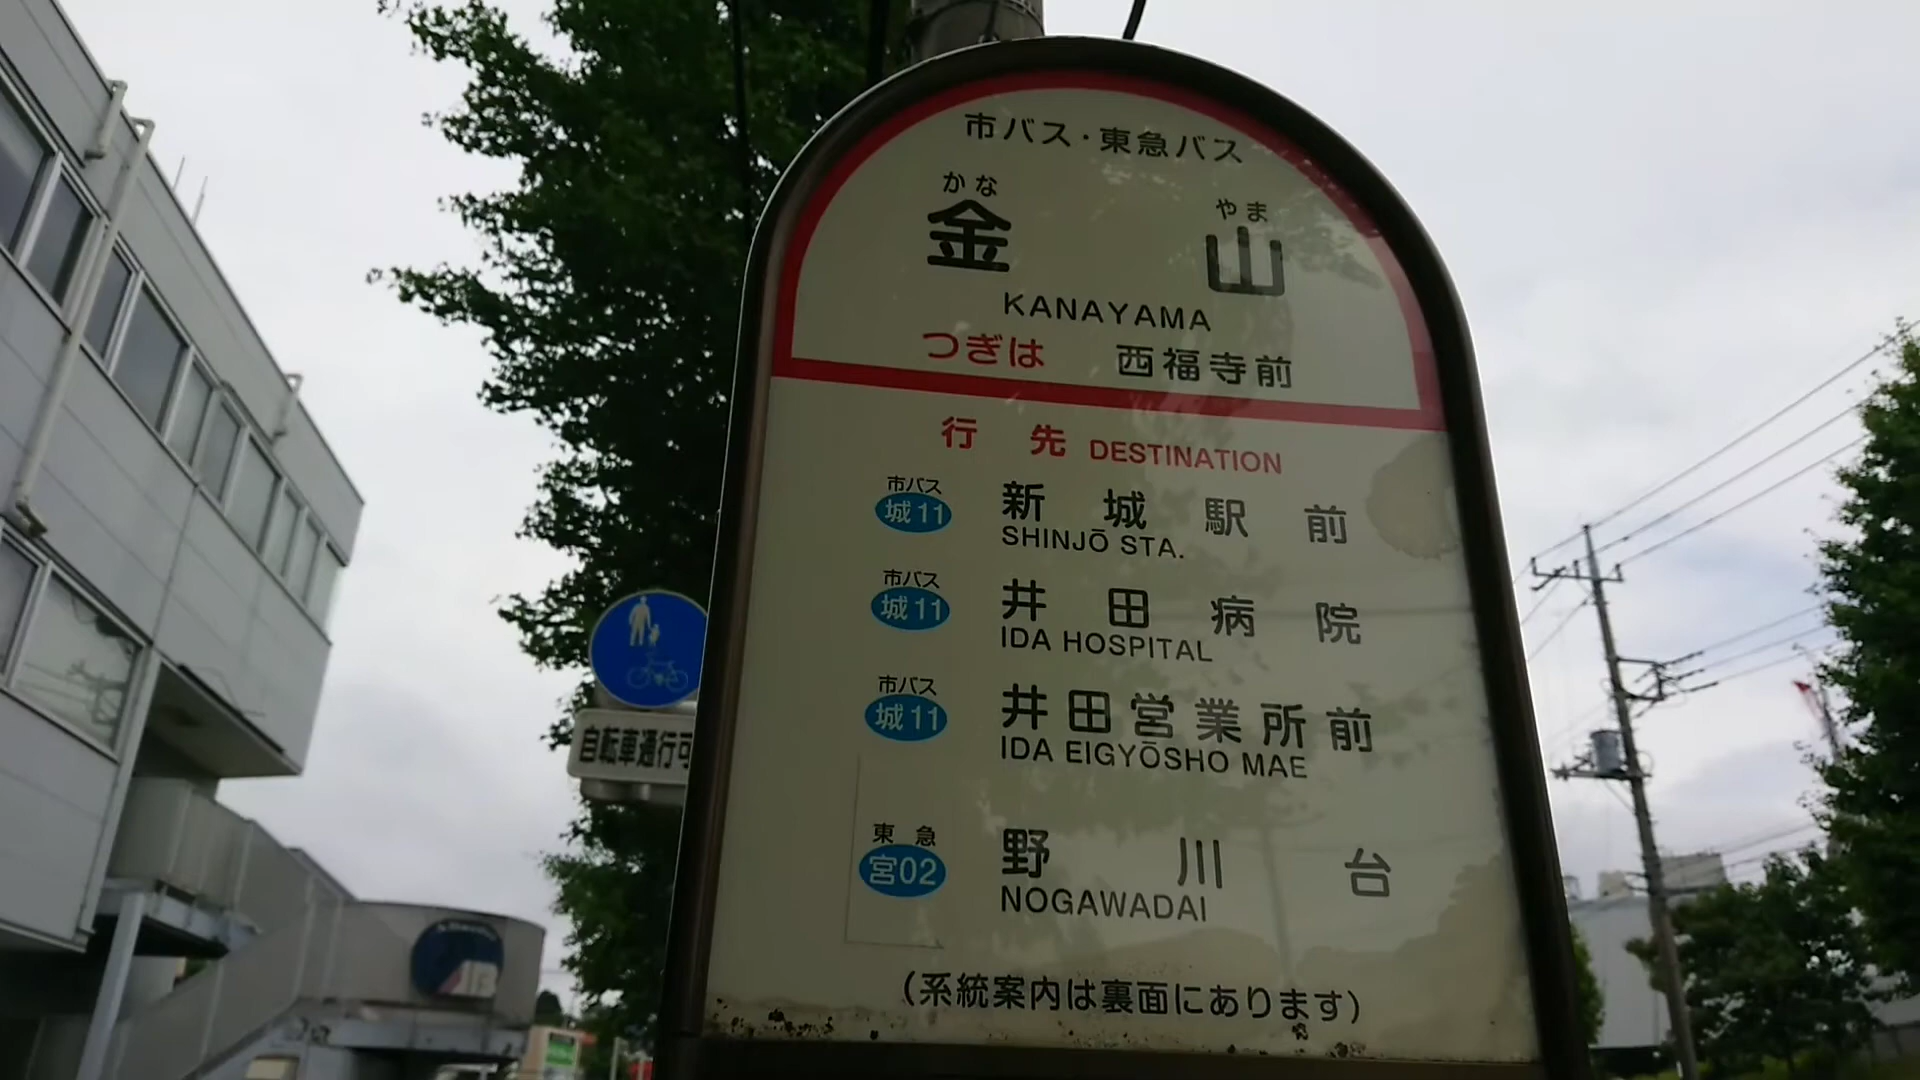 市バス・東急バス
かな やま
金 山
KANAYAMA
つぎは 西福寺前
行 先 DESTINATION
市バス
城11 新 城 駅 前
SHINJŌ STA.
市バス
城11 井 田 病 院
IDA HOSPITAL
市バス
城11 井田営業所前
IDA EIGYŌSHO MAE
東 急
宮02 野 川 台
NOGAWADAI
(系統案内は裏面にあります)
自転車通行可